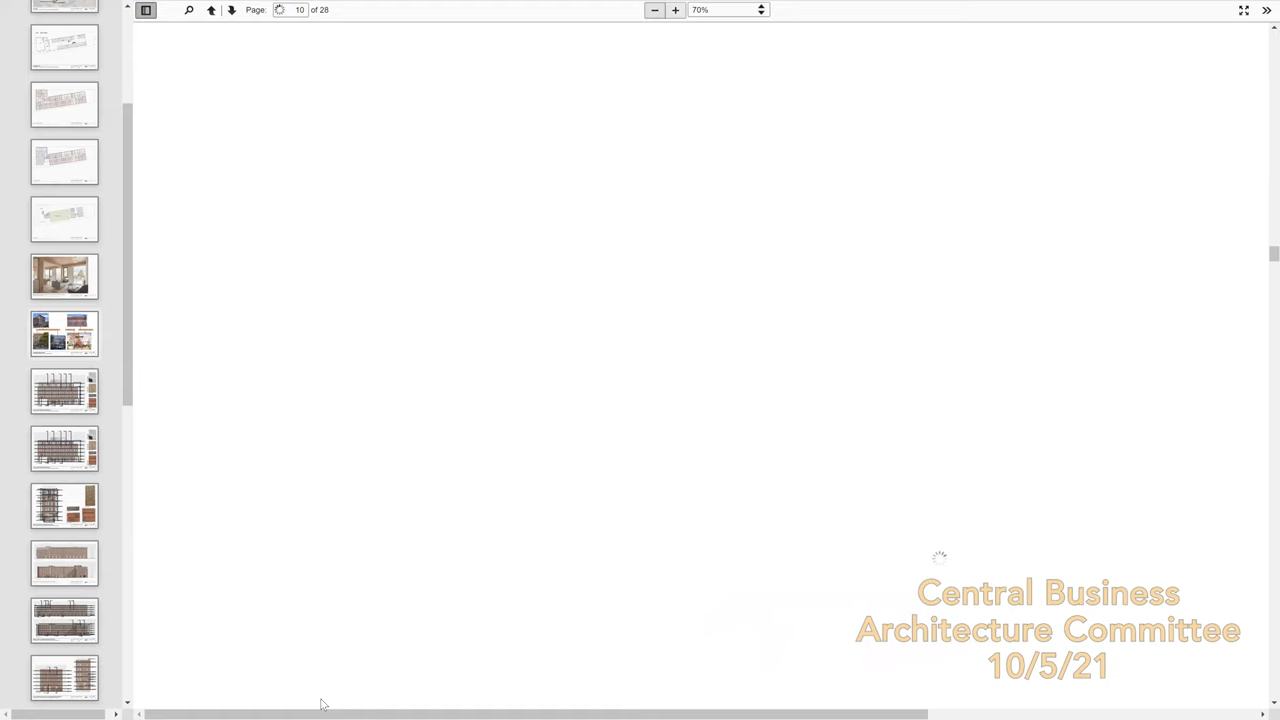 Page: 10 of 28 70%
Central Business
Architecture Committee
10/5/21